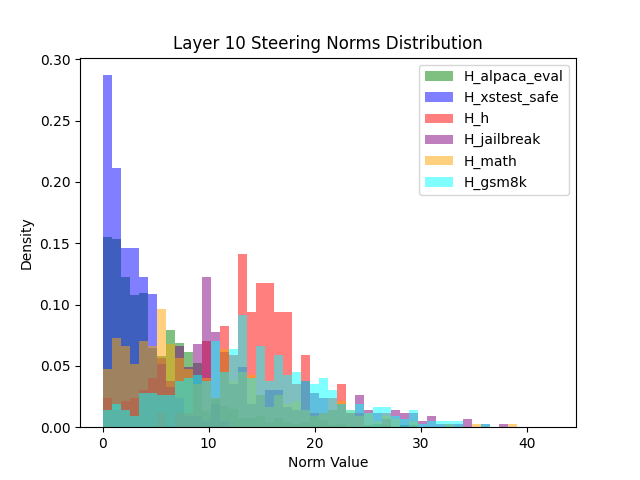 Layer 10 Steering Norms Distribution
0.30
0.25
0.20
0.15
0.10
0.05
0.00
Density
H_alpaca_eval
H_xstest_safe
H_h
H_jailbreak
H_math
H_gsm8k
0 10 20 30 40
Norm Value